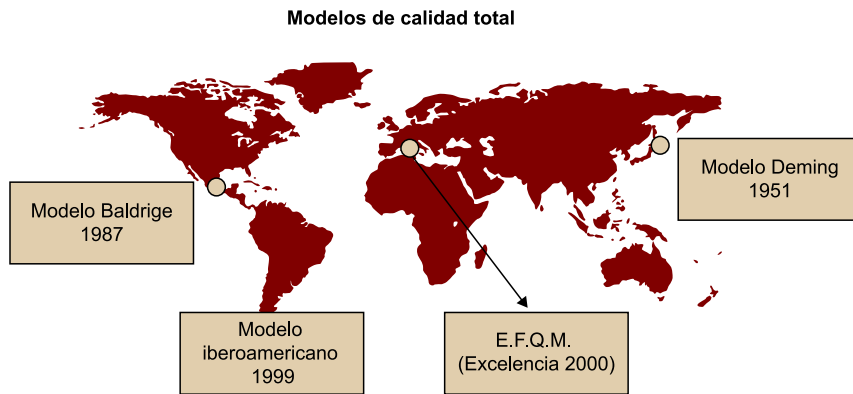 Modelos de calidad total
Modelo Deming
1951
Modelo Baldrige
1987
Modelo
iberoamericano
1999
E.F.Q.M.
(Excelencia 2000)